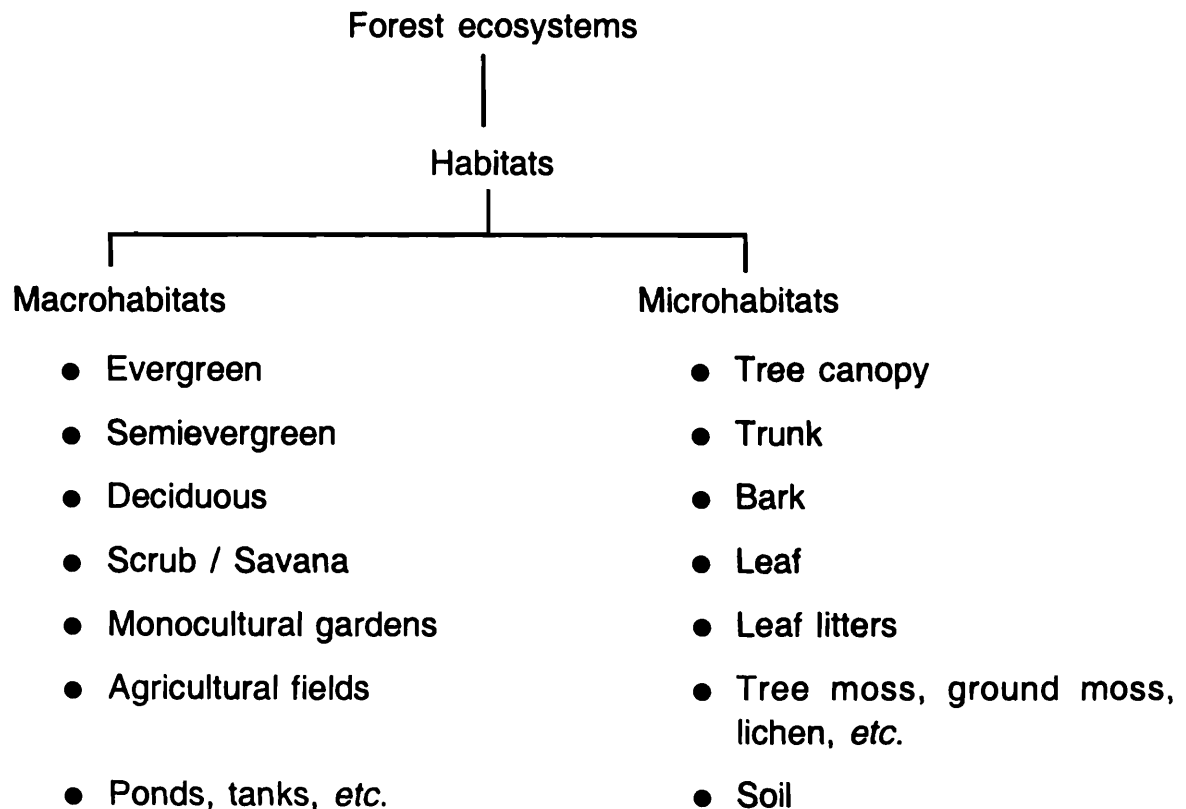 Forest ecosystems
Habitats
Macrohabitats
● Evergreen
● Semievergreen
● Deciduous
● Scrub / Savana
● Monocultural gardens
● Agricultural fields
● Ponds, tanks, etc.
Microhabitats
● Tree canopy
● Trunk
● Bark
● Leaf
● Leaf litters
● Tree moss, ground moss,
lichen, etc.
● Soil